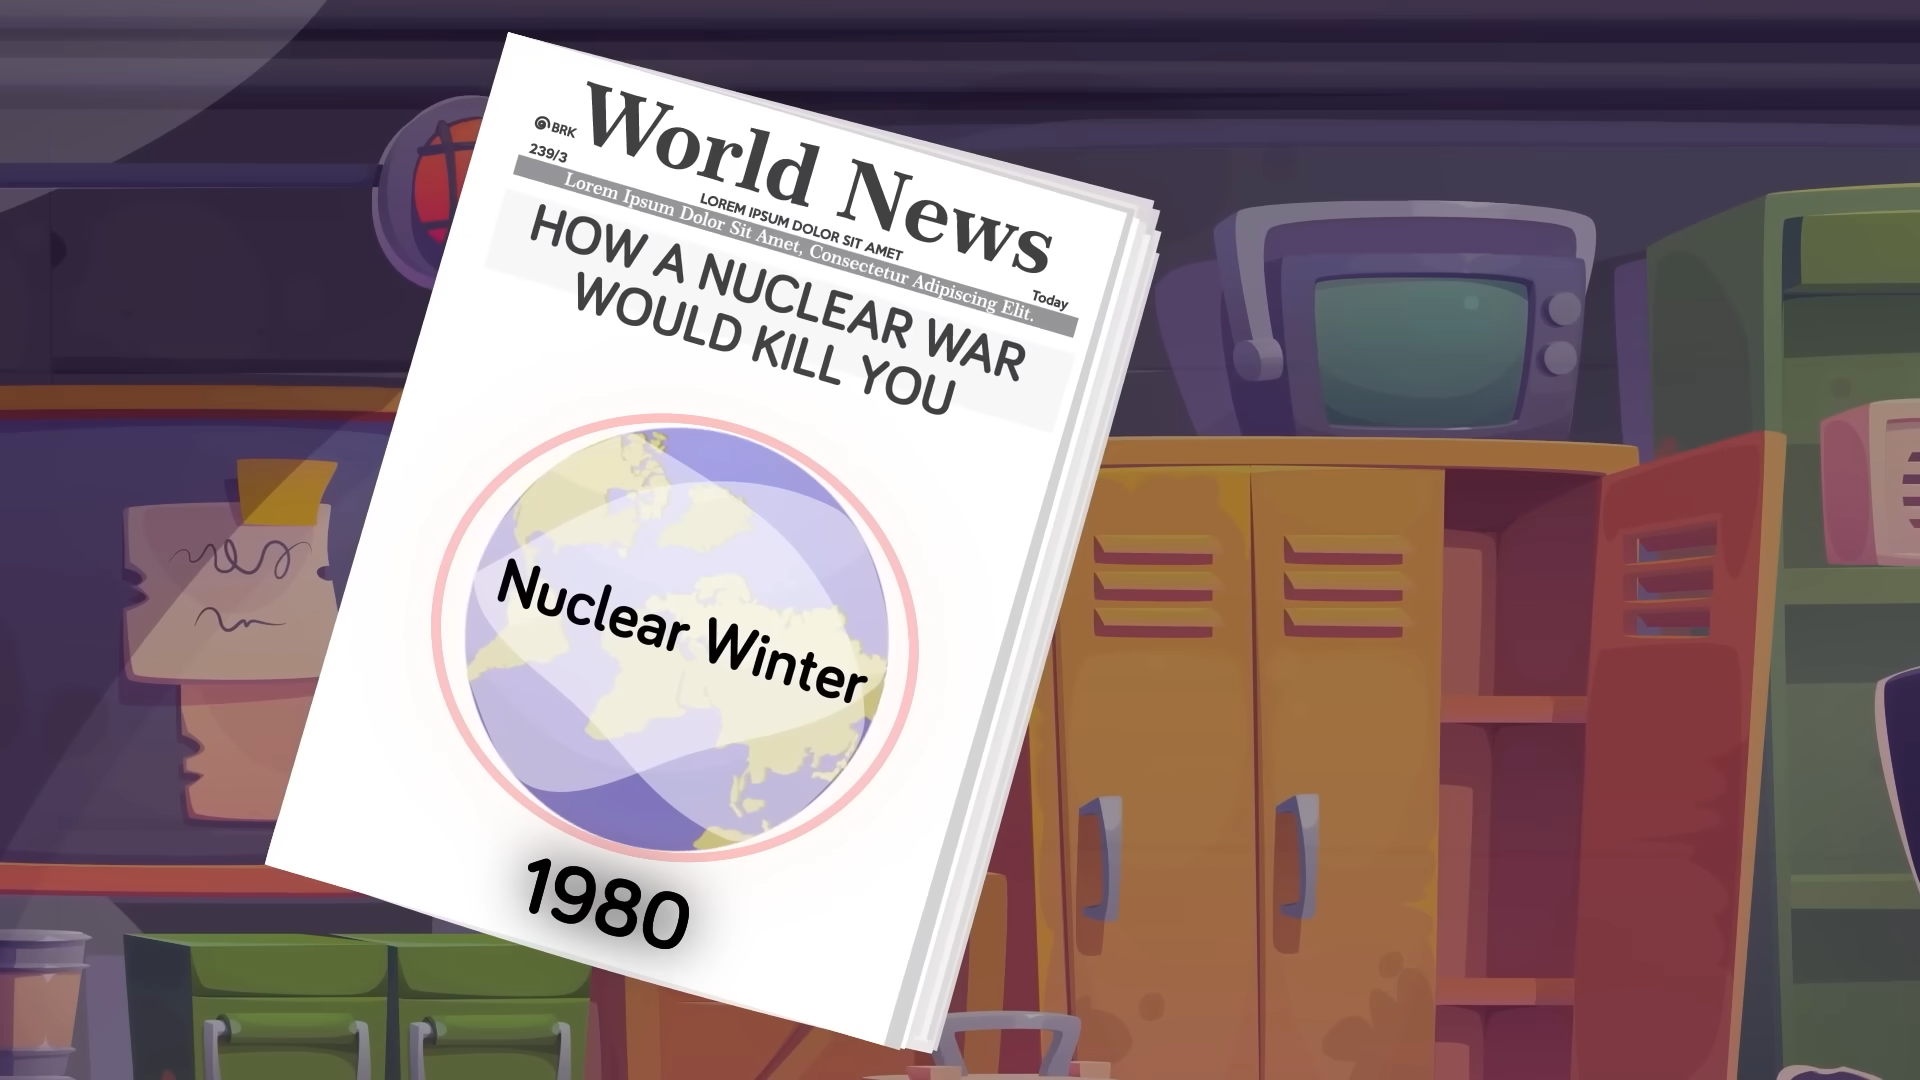 BRK
World News
239/3
LOREM IPSUM DOLOR SIT AMET
Today
Lorem Ipsum Dolor Sit Amet, Consectetur Adipiscing Elit.
HOW A NUCLEAR WAR
WOULD KILL YOU
Nuclear Winter
1980